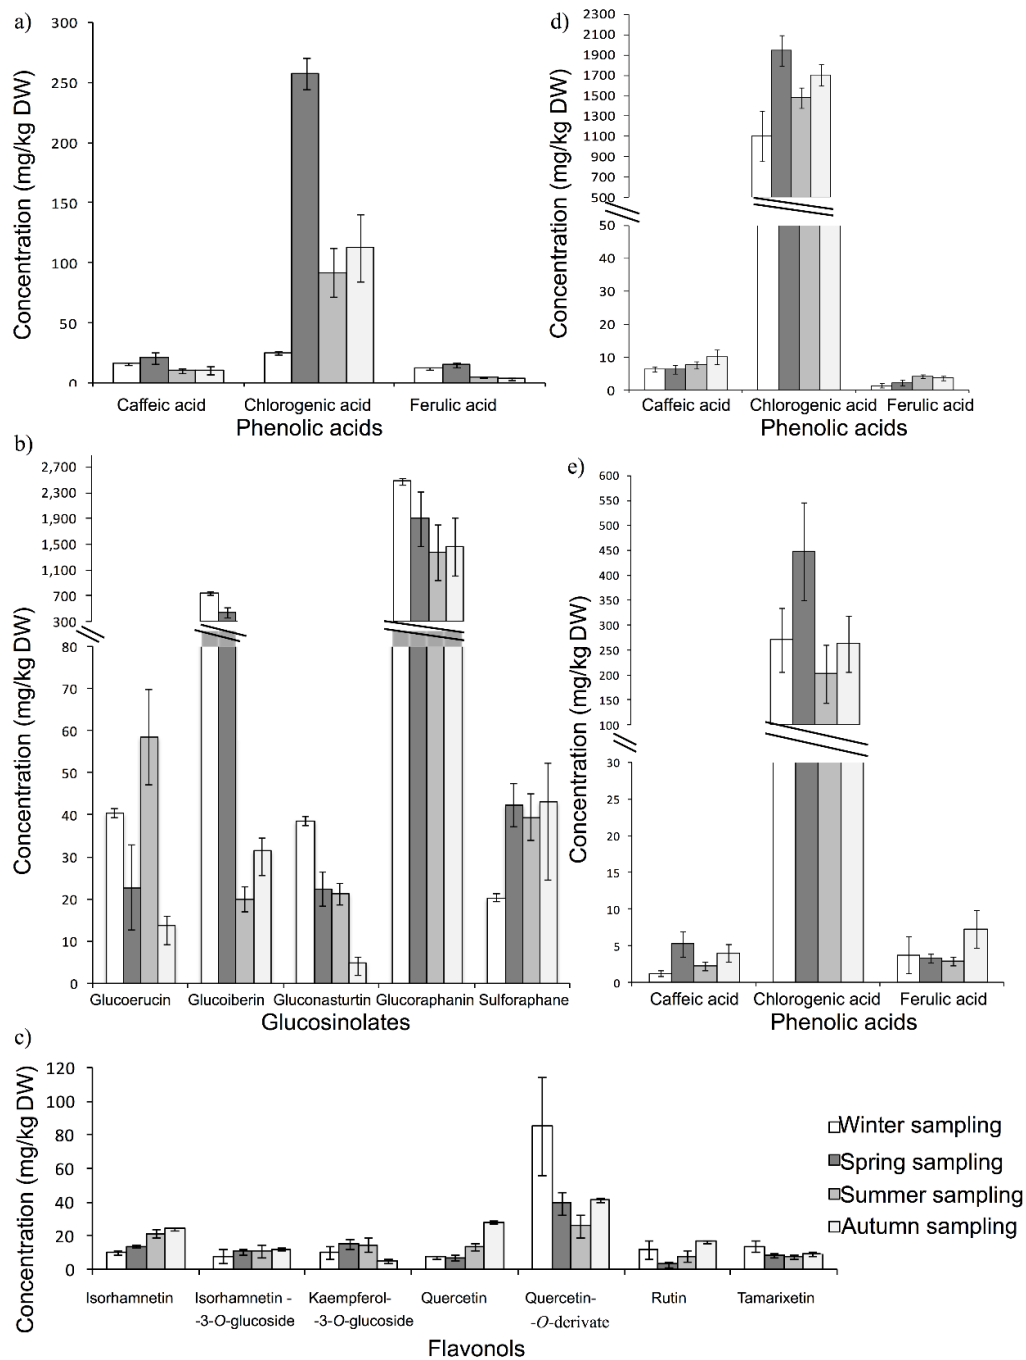 a)
300
250
200
150
100
50
0
Concentration (mg/kg DW)
Caffeic acid Chlorogenic acid Ferulic acid
Phenolic acids
d)
2300
2100
1900
1700
1500
1300
1100
900
700
500
50
40
30
20
10
0
Concentration (mg/kg DW)
Caffeic acid Chlorogenic acid Ferulic acid
Phenolic acids
b)
2,700
2,300
1,900
1,500
1,100
700
300
80
70
60
50
40
30
20
10
0
Concentration (mg/kg DW)
Glucoerucin Glucoiberin Gluconasturtin Glucoraphanin Sulforaphane
Glucosinolates
e)
600
550
500
450
400
350
300
250
200
150
100
30
25
20
15
10
5
0
Concentration (mg/kg DW)
Caffeic acid Chlorogenic acid Ferulic acid
Phenolic acids
c)
120
100
80
60
40
20
0
Concentration (mg/kg DW)
Isorhamnetin Isorhamnetin - Kaempferol- Quercetin Quercetin- Rutin Tamarixetin
-3-O-glucoside -3-O-glucoside -O-derivate
Flavonols
Winter sampling
Spring sampling
Summer sampling
Autumn sampling